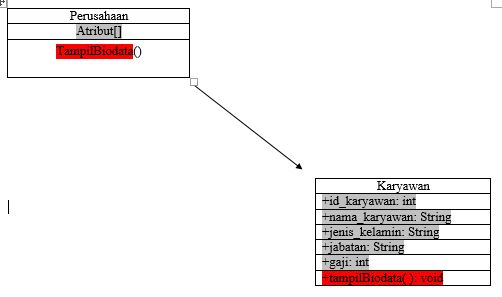 Perusahaan
Atribut[]
TampilBiodata()
Karyawan
+id_karyawan: int
+nama_karyawan: String
+jenis_kelamin: String
+jabatan: String
+gaji: int
+tampilBiodata( ): void